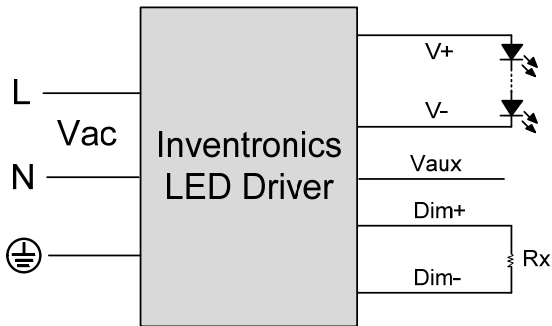 L
Vac
N
Inventronics
LED Driver
V+
V-
Vaux
Dim+
Rx
Dim-